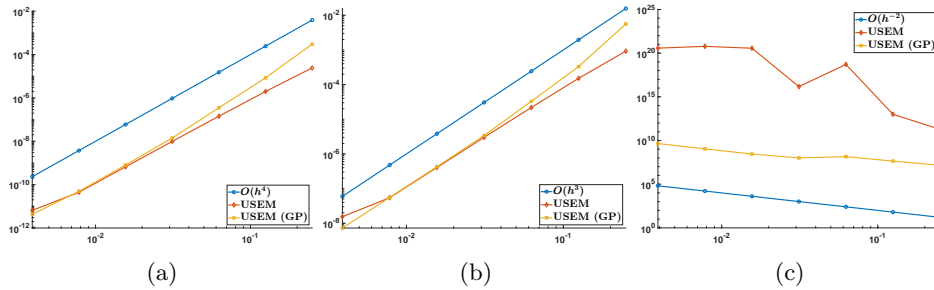 10^-2
10^-4
10^-6
10^-8
10^-10
10^-12
10^-2
10^-1
O(h^4)
USEM
USEM (GP)
(a)
10^-2
10^-4
10^-6
10^-8
10^-2
10^-1
O(h^3)
USEM
USEM (GP)
(b)
10^25
10^20
10^15
10^10
10^5
10^0
10^-2
10^-1
O(h^-2)
USEM
USEM (GP)
(c)